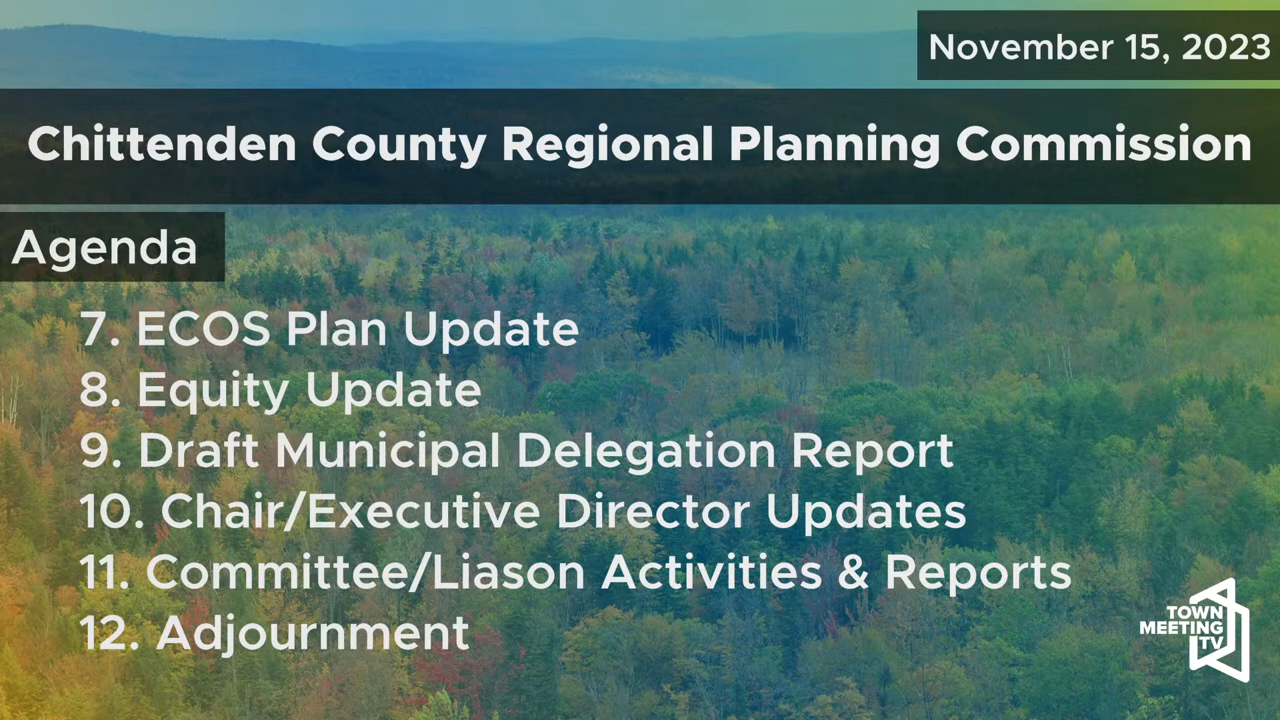 November 15, 2023
Chittenden County Regional Planning Commission
Agenda
7. ECOS Plan Update
8. Equity Update
9. Draft Municipal Delegation Report
10. Chair/Executive Director Updates
11. Committee/Liason Activities & Reports
12. Adjournment
TOWN
MEETING
TV